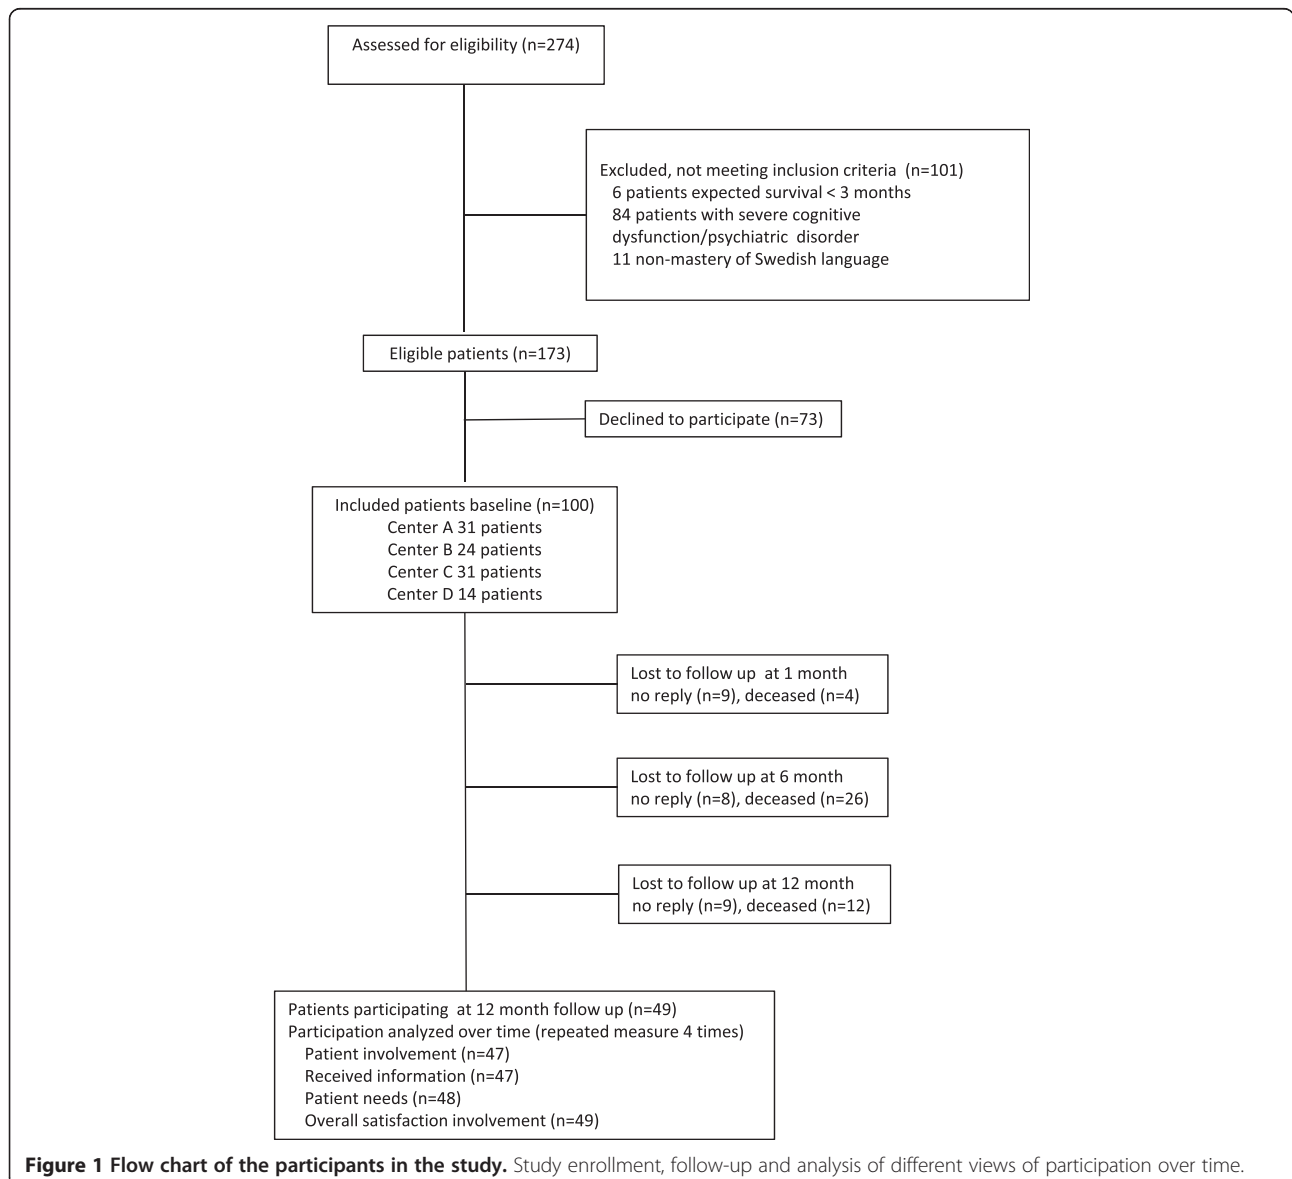 Assessed for eligibility (n=274)
Excluded, not meeting inclusion criteria (n=101)
6 patients expected survival < 3 months
84 patients with severe cognitive
dysfunction/psychiatric disorder
11 non-mastery of Swedish language
Eligible patients (n=173)
Declined to participate (n=73)
Included patients baseline (n=100)
Center A 31 patients
Center B 24 patients
Center C 31 patients
Center D 14 patients
Lost to follow up at 1 month
no reply (n=9), deceased (n=4)
Lost to follow up at 6 month
no reply (n=8), deceased (n=26)
Lost to follow up at 12 month
no reply (n=9), deceased (n=12)
Patients participating at 12 month follow up (n=49)
Participation analyzed over time (repeated measure 4 times)
Patient involvement (n=47)
Received information (n=47)
Patient needs (n=48)
Overall satisfaction involvement (n=49)
Figure 1 Flow chart of the participants in the study. Study enrollment, follow-up and analysis of different views of participation over time.